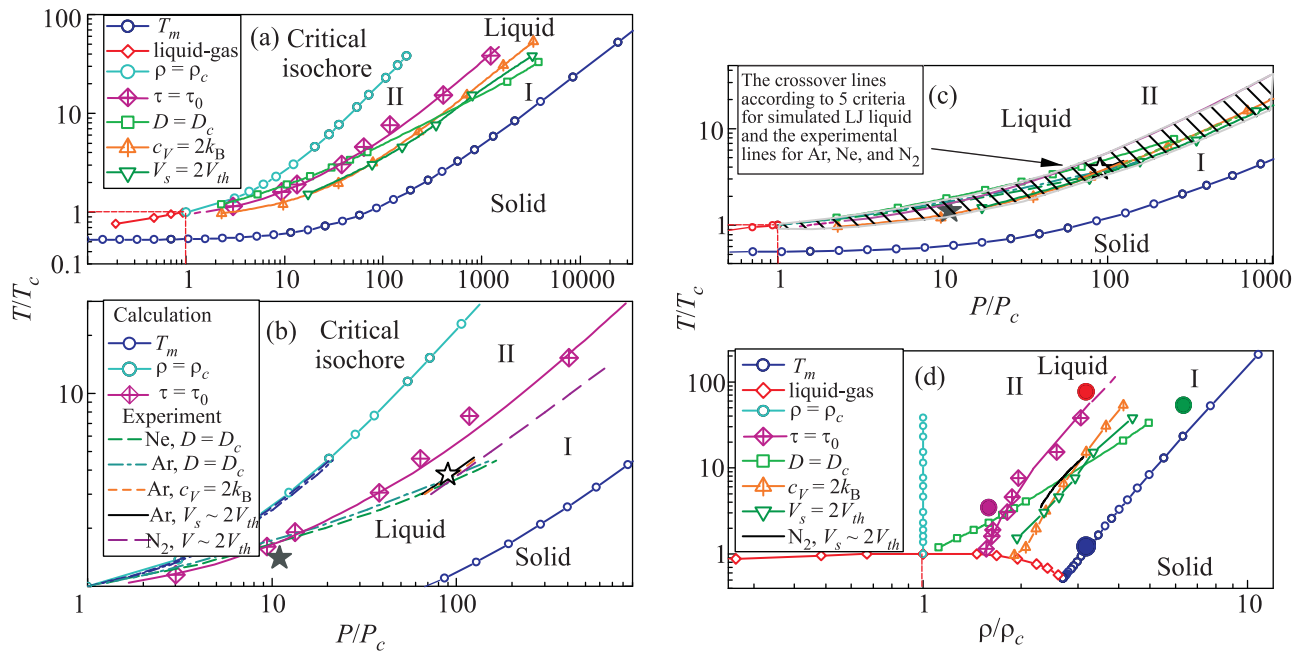 T/T_c
100
10
1
0.1
T_m
liquid-gas
ρ = ρ_c
τ = τ_0
D = D_c
c_V = 2k_B
V_s = 2V_th
(a)
Critical
isochore
Liquid
II
I
Solid
1
10
100
1000
10000
10
1
Calculation
T_m
ρ = ρ_c
τ = τ_0
Experiment
Ne, D = D_c
Ar, D = D_c
Ar, c_V = 2k_B
Ar, V_s ~ 2V_th
N_2, V ~ 2V_th
(b)
Critical
isochore
II
I
Liquid
Solid
1
10
100
P/P_c
T/T_c
10
1
The crossover lines
according to 5 criteria
for simulated LJ liquid
and the experimental
lines for Ar, Ne, and N_2
(c)
II
Liquid
I
Solid
1
10
100
1000
P/P_c
100
10
1
T_m
liquid-gas
ρ = ρ_c
τ = τ_0
D = D_c
c_V = 2k_B
V_s = 2V_th
N_2, V_s ~ 2V_th
(d)
Liquid
II
I
Solid
1
10
ρ/ρ_c